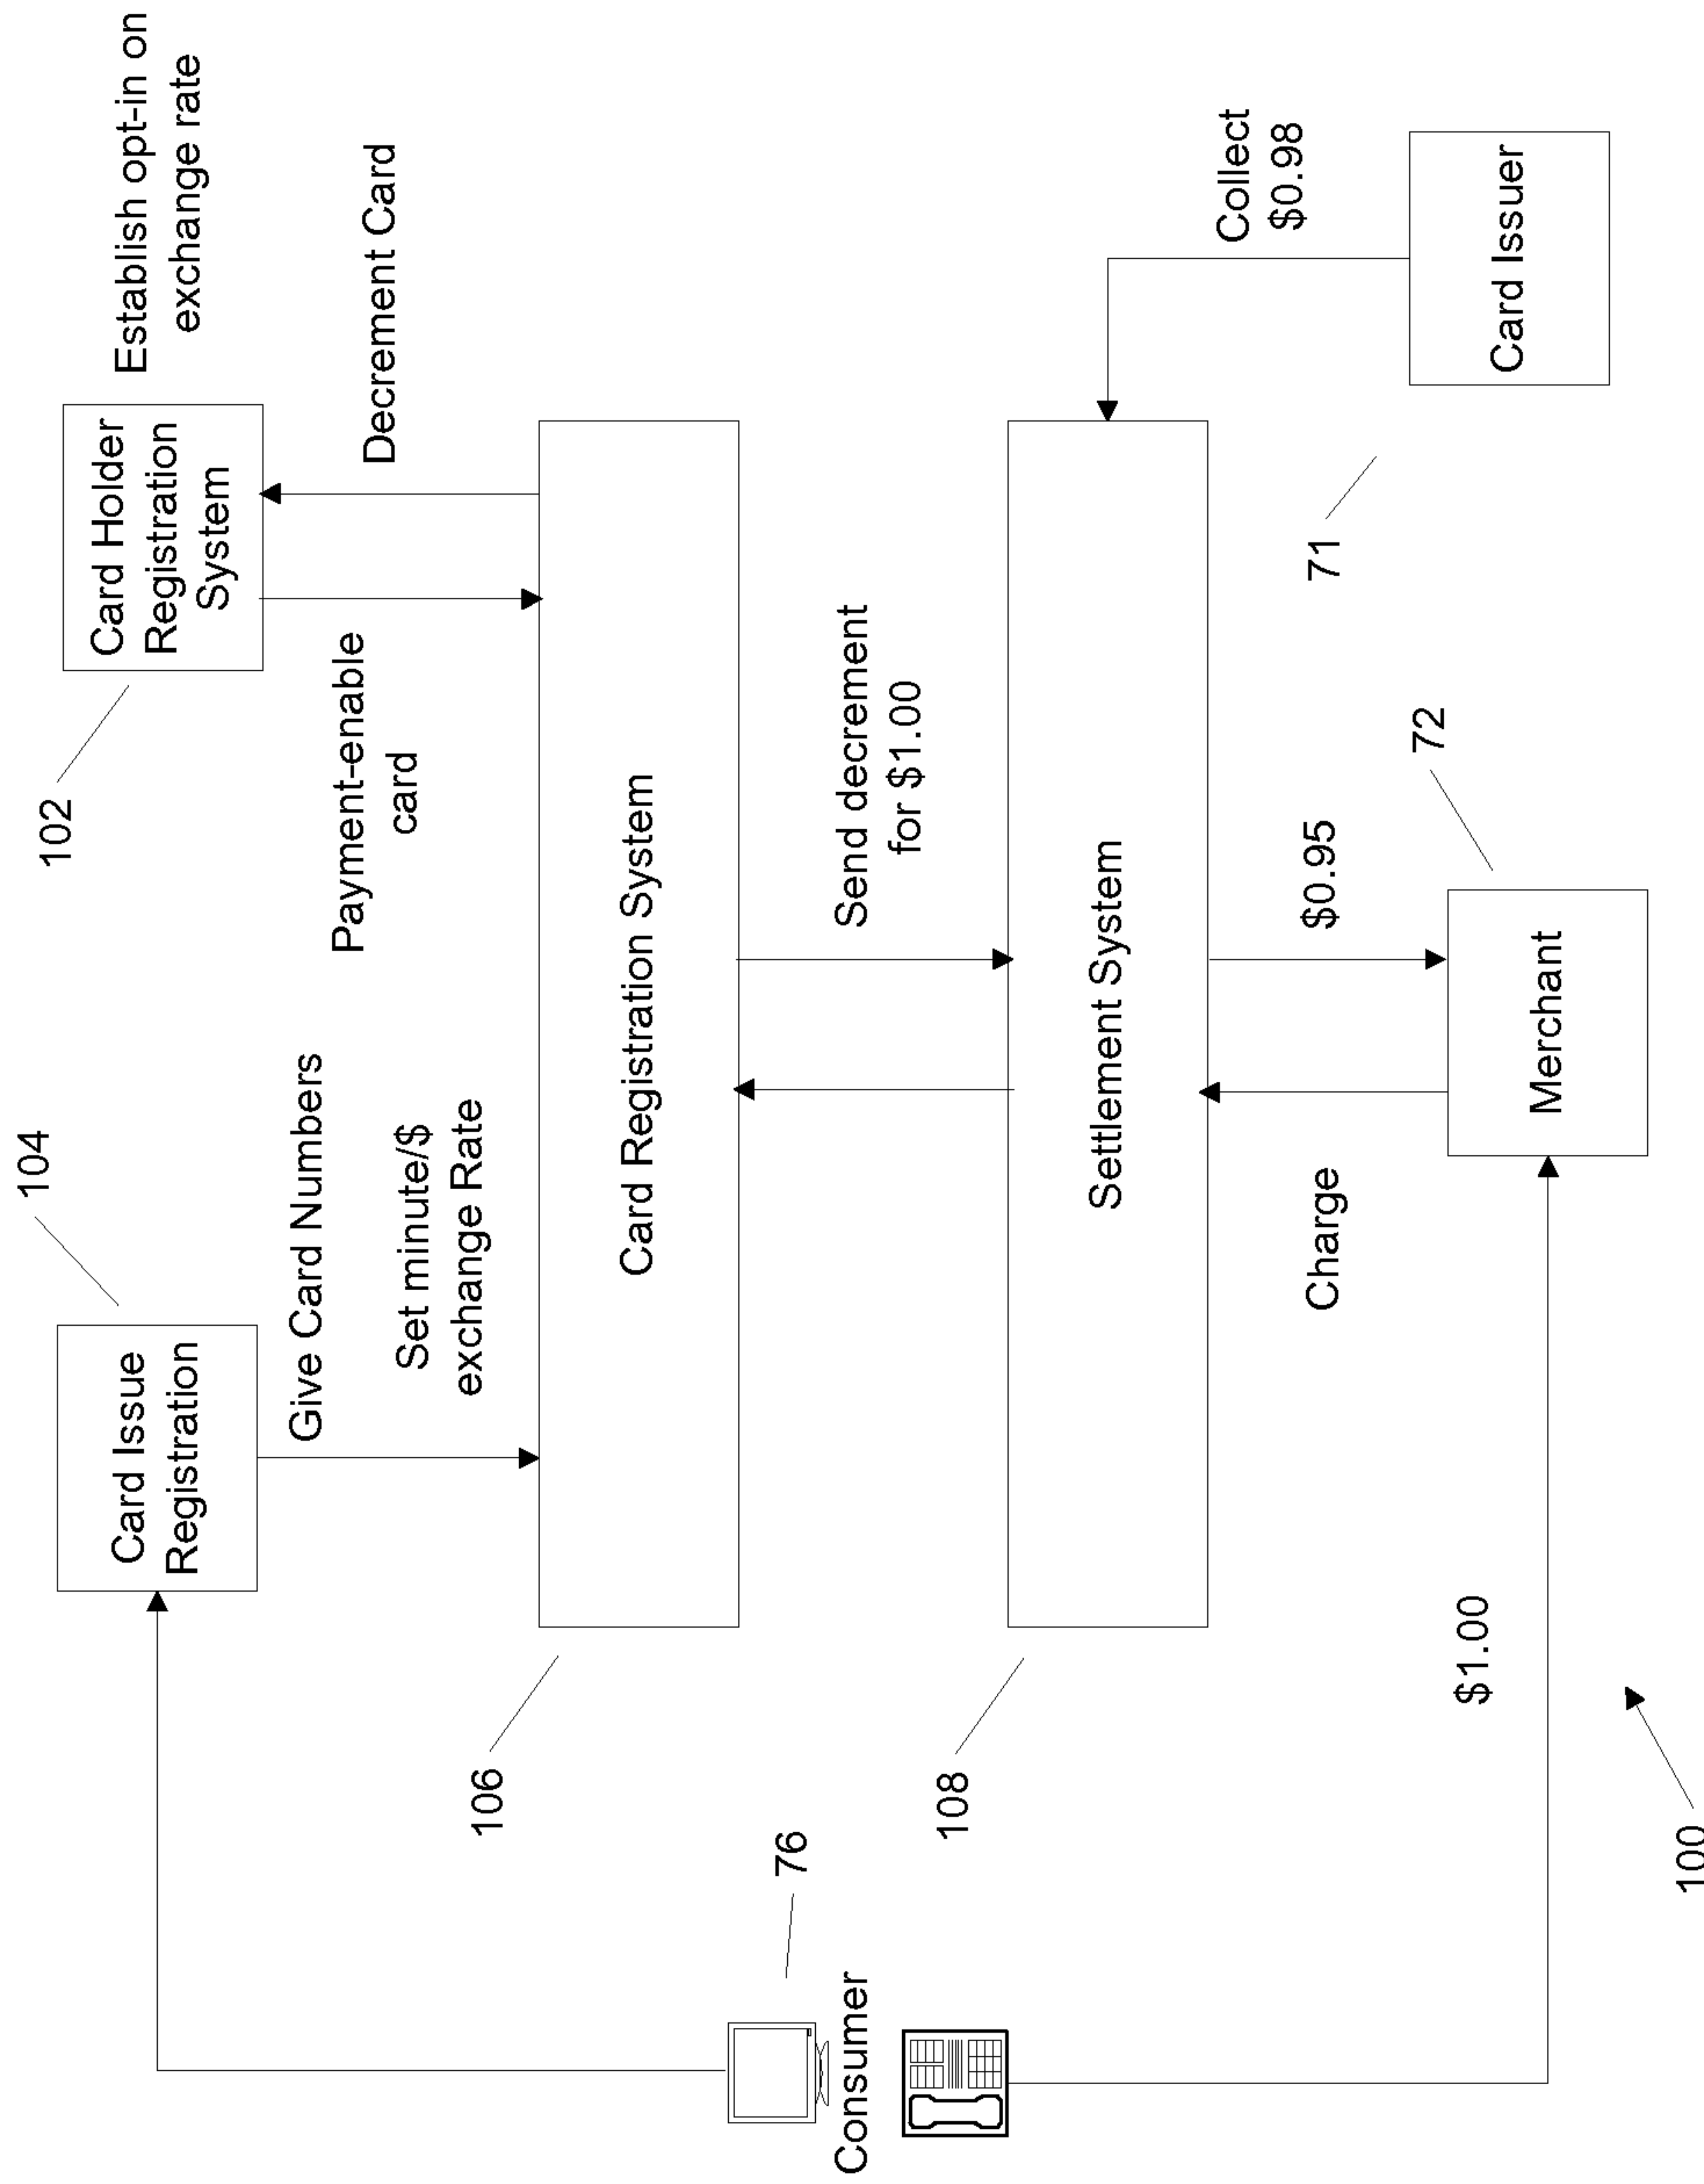 104
102
Card Issue
Registration
Card Holder
Registration
System
Establish opt-in on
exchange rate
Give Card Numbers
Set minute/$
exchange Rate
Payment-enable
card
Decrement Card
106
Card Registration System
76
Consumer
Send decrement
for $1.00
108
Settlement System
Collect
$0.98
Charge
$0.95
71
72
$1.00
Merchant
Card Issuer
100